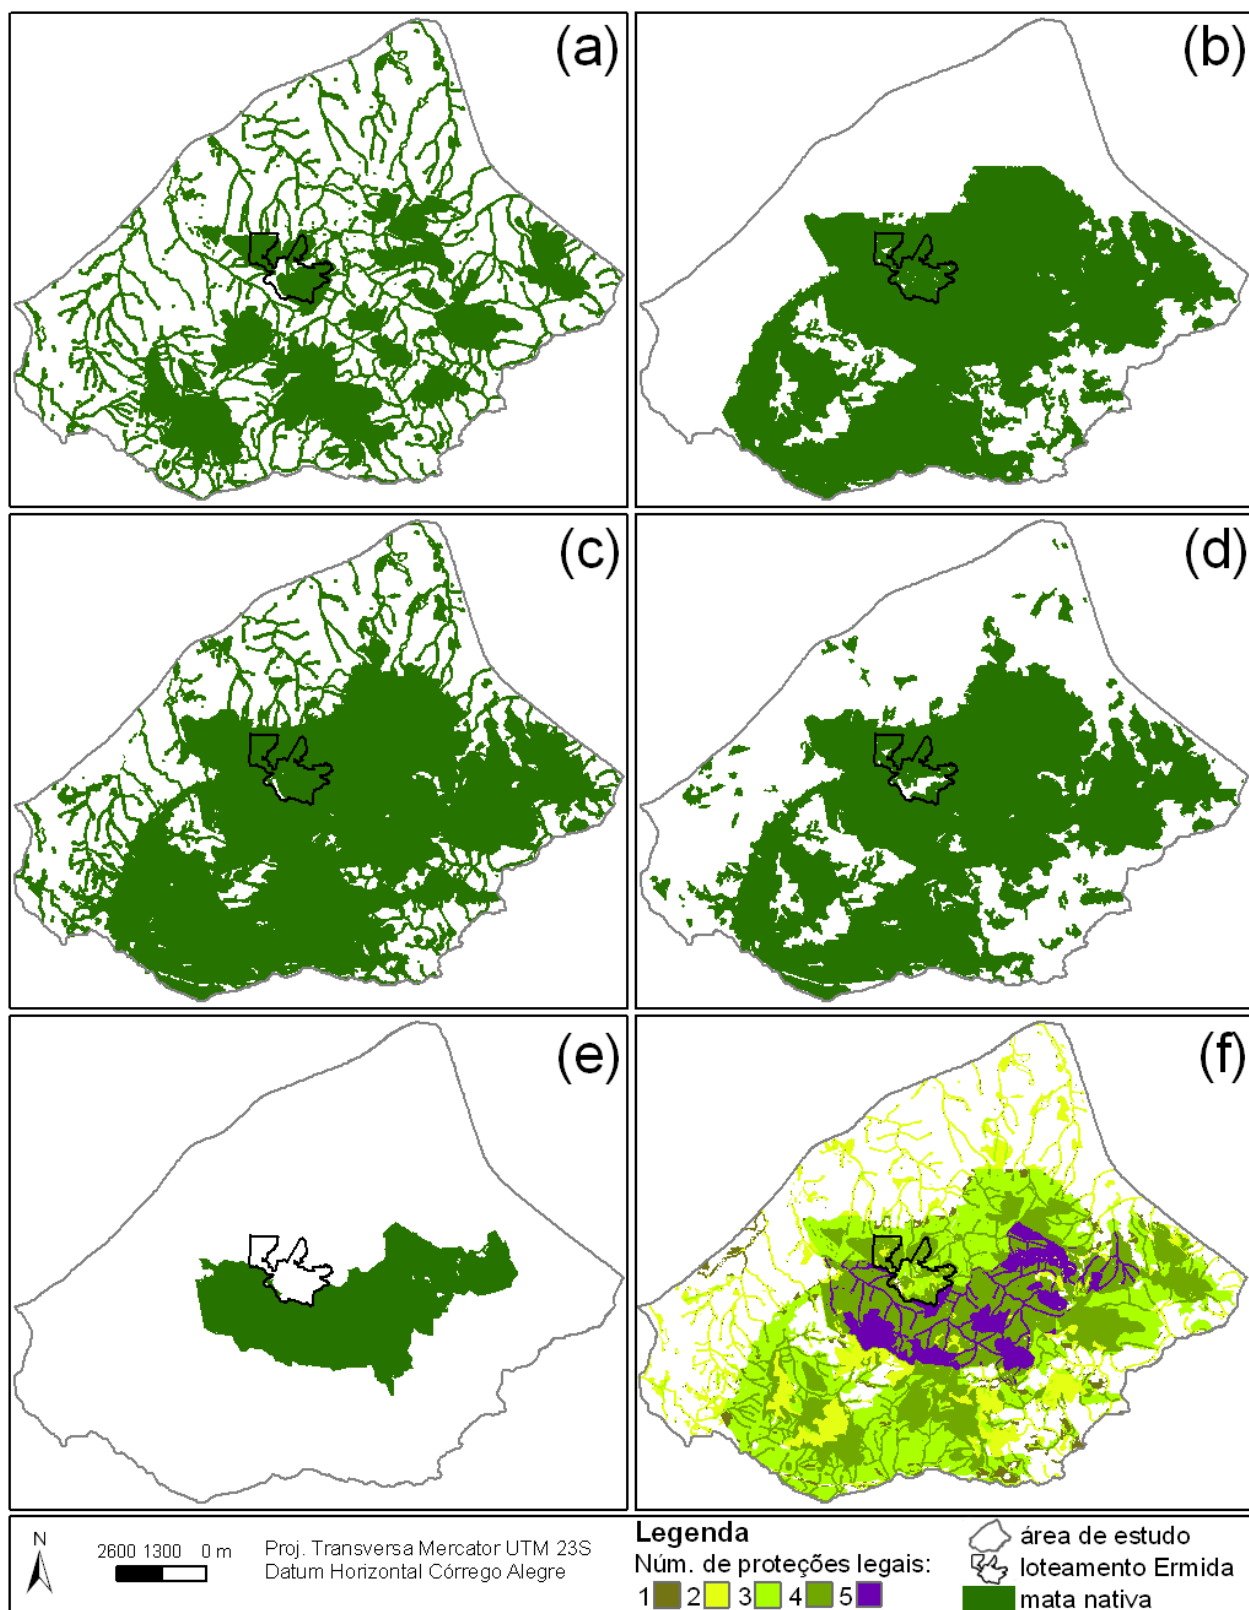 (a)
(b)
(c)
(d)
(e)
(f)
N
2600 1300 0 m
Proj. Transversa Mercator UTM 23S
Datum Horizontal Córrego Alegre
Legenda
Núm. de proteções legais:
1 2 3 4 5
área de estudo
loteamento Ermida
mata nativa